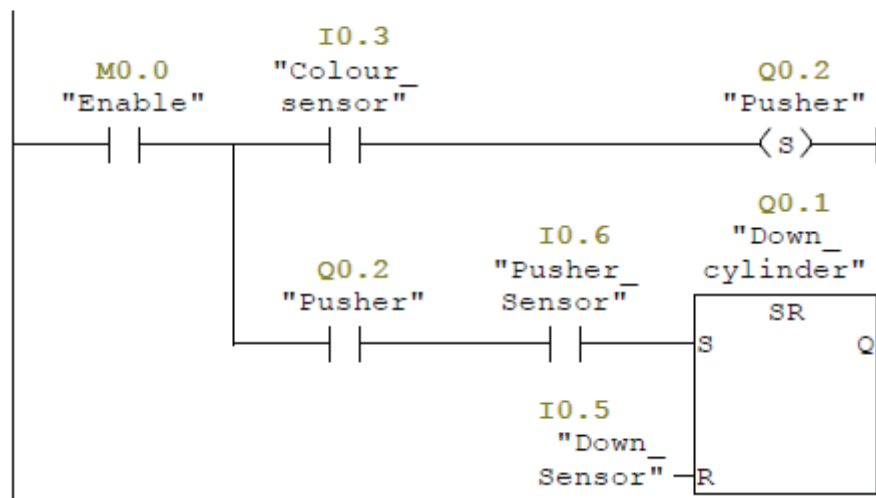 I0.3
M0.0
"Colour_
Q0.2
"Enable"
sensor"
"Pusher"
S
Q0.1
I0.6
"Down_
Q0.2
"Pusher_
cylinder"
"Pusher"
Sensor"
SR
S
Q
I0.5
"Down_
Sensor"
R